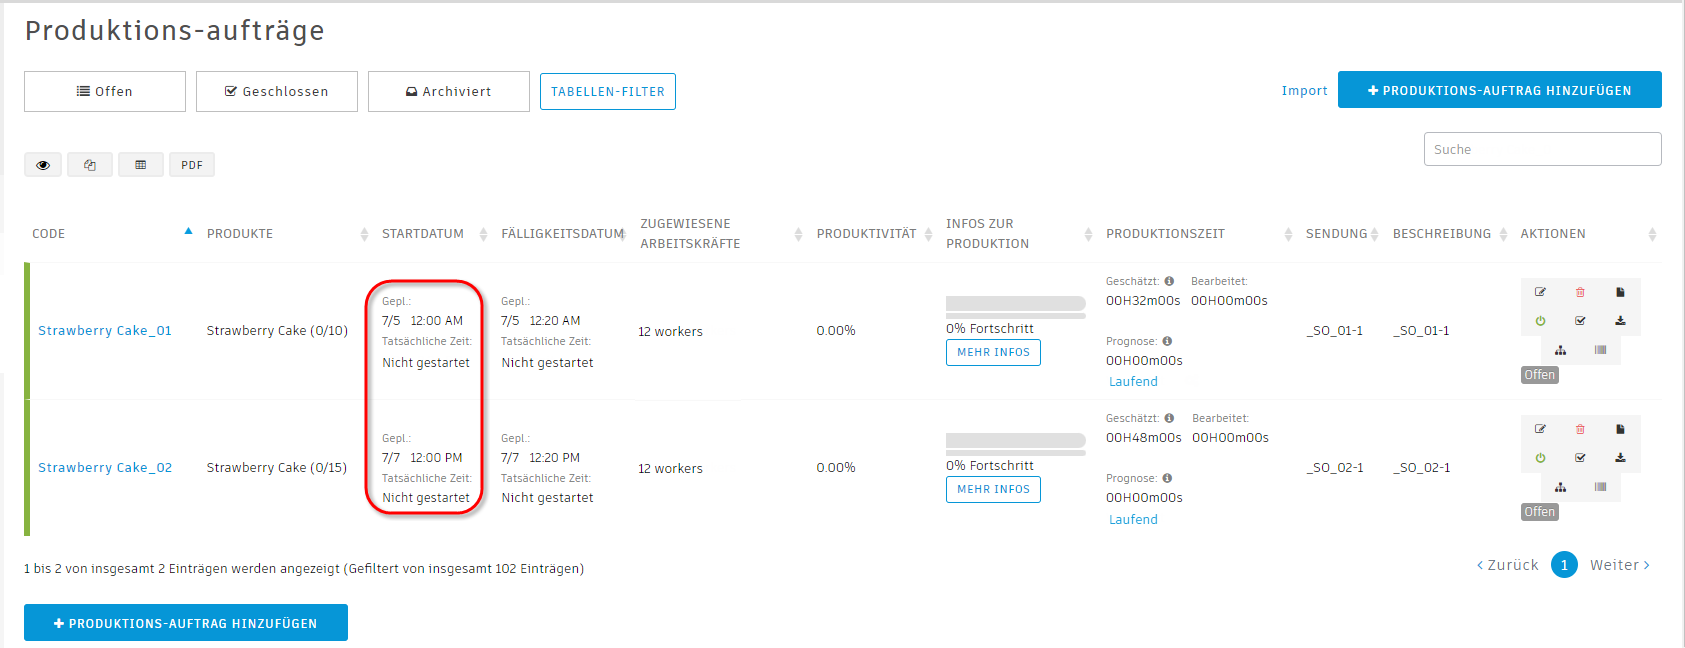 Produktions-aufträge
Offen
Geschlossen
Archiviert
TABELLEN-FILTER
Import
PRODUKTIONS-AUFTRAG HINZUFÜGEN
Suche
PDF
CODE
PRODUKTE
STARTDATUM
FÄLLIGKEITSDATUM
ZUGEWIESENE
ARBEITSKRÄFTE
PRODUKTIVITÄT
INFOS ZUR
PRODUKTION
PRODUKTIONSZEIT
SENDUNG
BESCHREIBUNG
AKTIONEN
Strawberry Cake_01
Strawberry Cake (0/10)
Gepl.:
7/5 12:00 AM
Tatsächliche Zeit:
Nicht gestartet
Gepl.:
7/5 12:20 AM
Tatsächliche Zeit:
Nicht gestartet
12 workers
0.00%
0% Fortschritt
MEHR INFOS
Geschätzt: Bearbeitet:
00H32m00s 00H00m00s
Prognose:
00H00m00s
Laufend
_SO_01-1
_SO_01-1
Offen
Strawberry Cake_02
Strawberry Cake (0/15)
Gepl.:
7/7 12:00 PM
Tatsächliche Zeit:
Nicht gestartet
Gepl.:
7/7 12:20 PM
Tatsächliche Zeit:
Nicht gestartet
12 workers
0.00%
0% Fortschritt
MEHR INFOS
Geschätzt: Bearbeitet:
00H48m00s 00H00m00s
Prognose:
00H00m00s
Laufend
_SO_02-1
_SO_02-1
Offen
1 bis 2 von insgesamt 2 Einträgen werden angezeigt (Gefiltert von insgesamt 102 Einträgen)
Zurück 1 Weiter
PRODUKTIONS-AUFTRAG HINZUFÜGEN